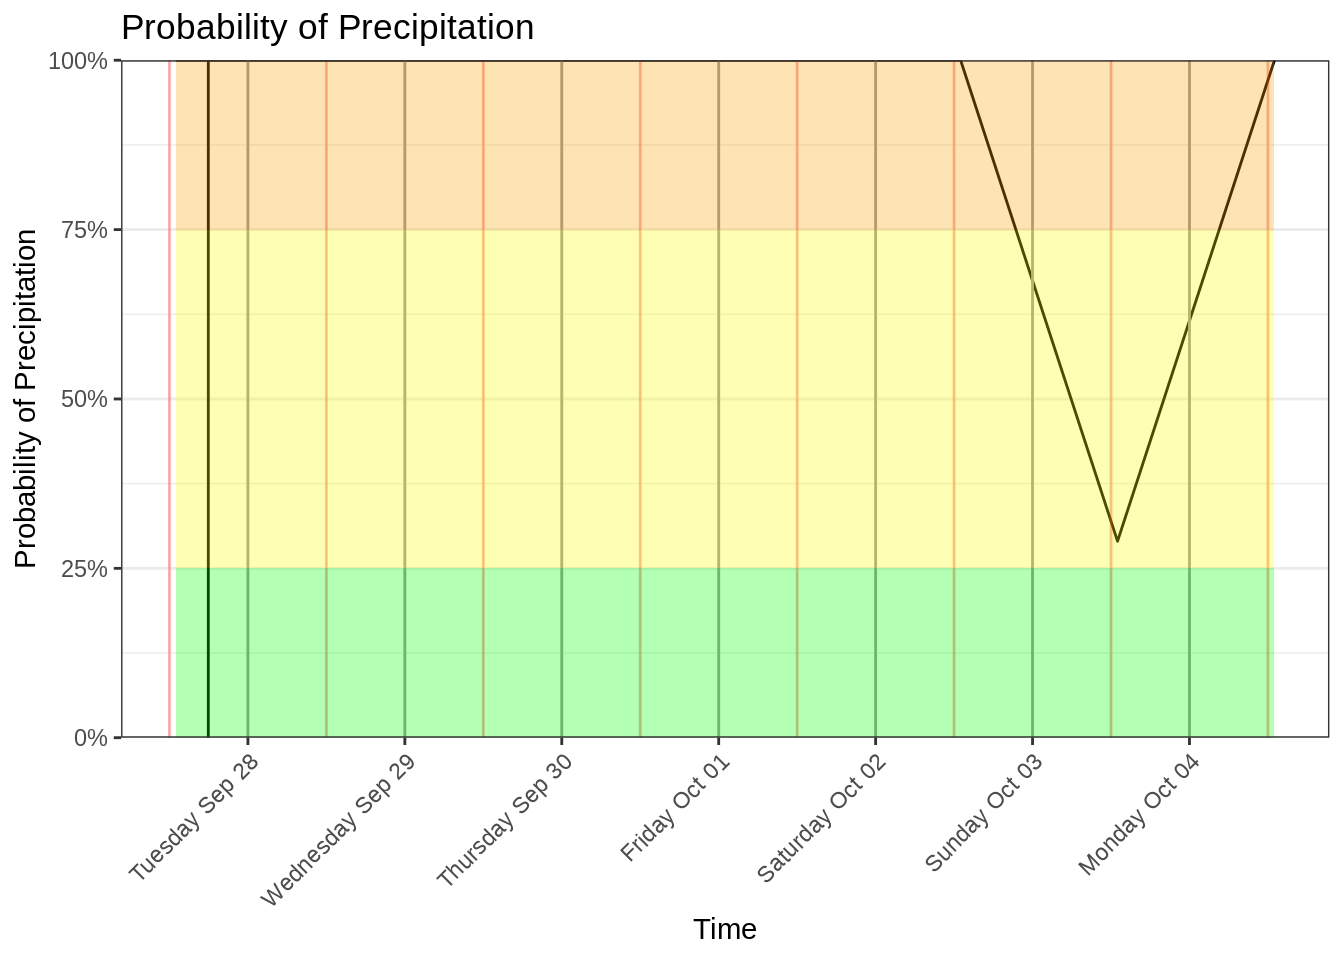 Probability of Precipitation
Probability of Precipitation
100%
75%
50%
25%
0%
Tuesday Sep 28
Wednesday Sep 29
Thursday Sep 30
Friday Oct 01
Saturday Oct 02
Sunday Oct 03
Monday Oct 04
Time